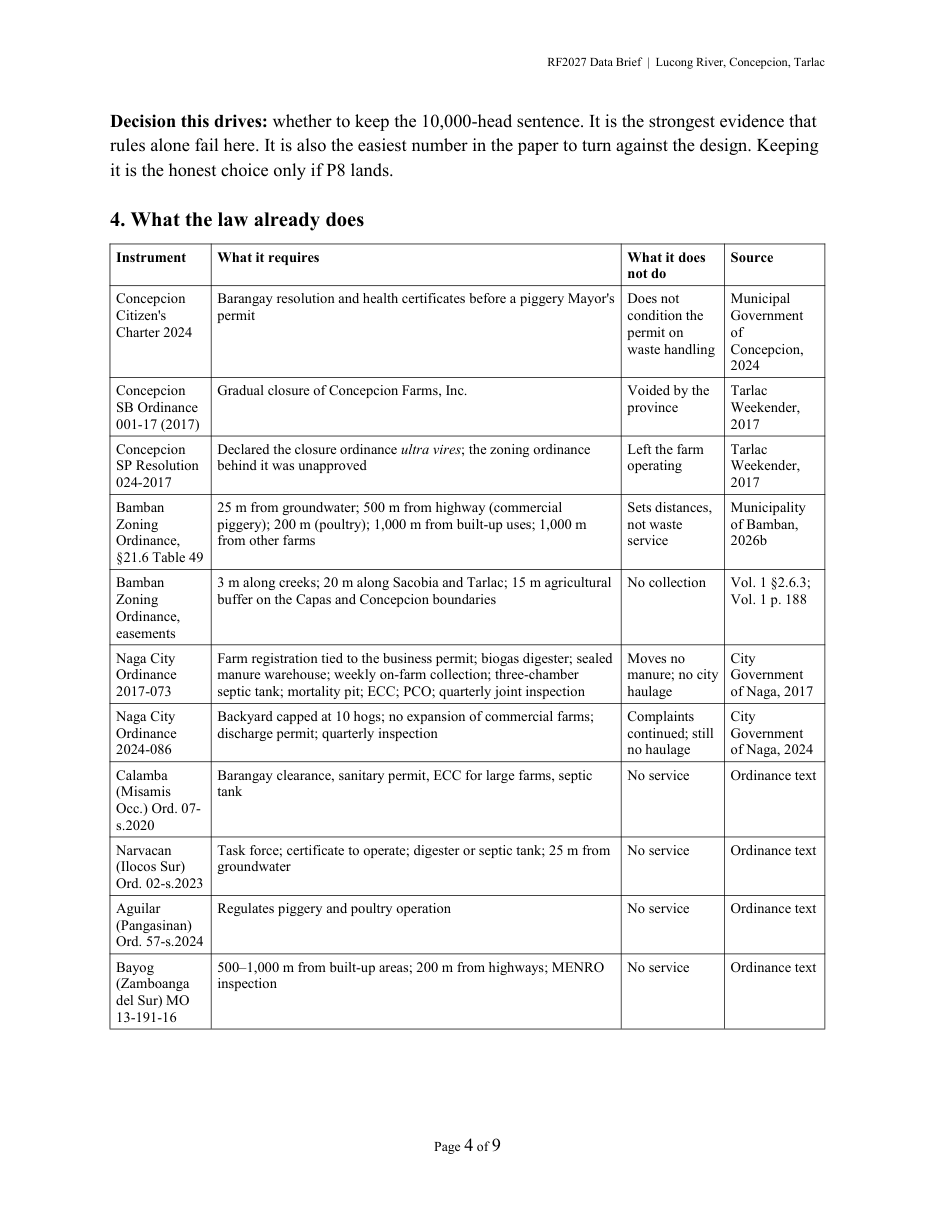 RF2027 Data Brief | Lucong River, Concepcion, Tarlac
Decision this drives: whether to keep the 10,000-head sentence. It is the strongest evidence that
rules alone fail here. It is also the easiest number in the paper to turn against the design. Keeping
it is the honest choice only if P8 lands.
4. What the law already does
Instrument
What it requires
What it does
not do
Source
Concepcion
Citizen's
Charter 2024
Barangay resolution and health certificates before a piggery Mayor's
permit
Does not
condition the
permit on
waste handling
Municipal
Government
of
Concepcion,
2024
Concepcion
SB Ordinance
001-17 (2017)
Gradual closure of Concepcion Farms, Inc.
Voided by the
province
Tarlac
Weekender,
2017
Concepcion
SP Resolution
024-2017
Declared the closure ordinance ultra vires; the zoning ordinance
behind it was unapproved
Left the farm
operating
Tarlac
Weekender,
2017
Bamban
Zoning
Ordinance,
§21.6 Table 49
25 m from groundwater; 500 m from highway (commercial
piggery); 200 m (poultry); 1,000 m from built-up uses; 1,000 m
from other farms
Sets distances,
not waste
service
Municipality
of Bamban,
2026b
Bamban
Zoning
Ordinance,
easements
3 m along creeks; 20 m along Sacobia and Tarlac; 15 m agricultural
buffer on the Capas and Concepcion boundaries
No collection
Vol. 1 §2.6.3;
Vol. 1 p. 188
Naga City
Ordinance
2017-073
Farm registration tied to the business permit; biogas digester; sealed
manure warehouse; weekly on-farm collection; three-chamber
septic tank; mortality pit; ECC; PCO; quarterly joint inspection
Moves no
manure; no city
haulage
City
Government
of Naga, 2017
Naga City
Ordinance
2024-086
Backyard capped at 10 hogs; no expansion of commercial farms;
discharge permit; quarterly inspection
Complaints
continued; still
no haulage
City
Government
of Naga, 2024
Calamba
(Misamis
Occ.) Ord. 07-
s.2020
Barangay clearance, sanitary permit, ECC for large farms, septic
tank
No service
Ordinance text
Narvacan
(Ilocos Sur)
Ord. 02-s.2023
Task force; certificate to operate; digester or septic tank; 25 m from
groundwater
No service
Ordinance text
Aguilar
(Pangasinan)
Ord. 57-s.2024
Regulates piggery and poultry operation
No service
Ordinance text
Bayog
(Zamboanga
del Sur) MO
13-191-16
500–1,000 m from built-up areas; 200 m from highways; MENRO
inspection
No service
Ordinance text
Page 4 of 9